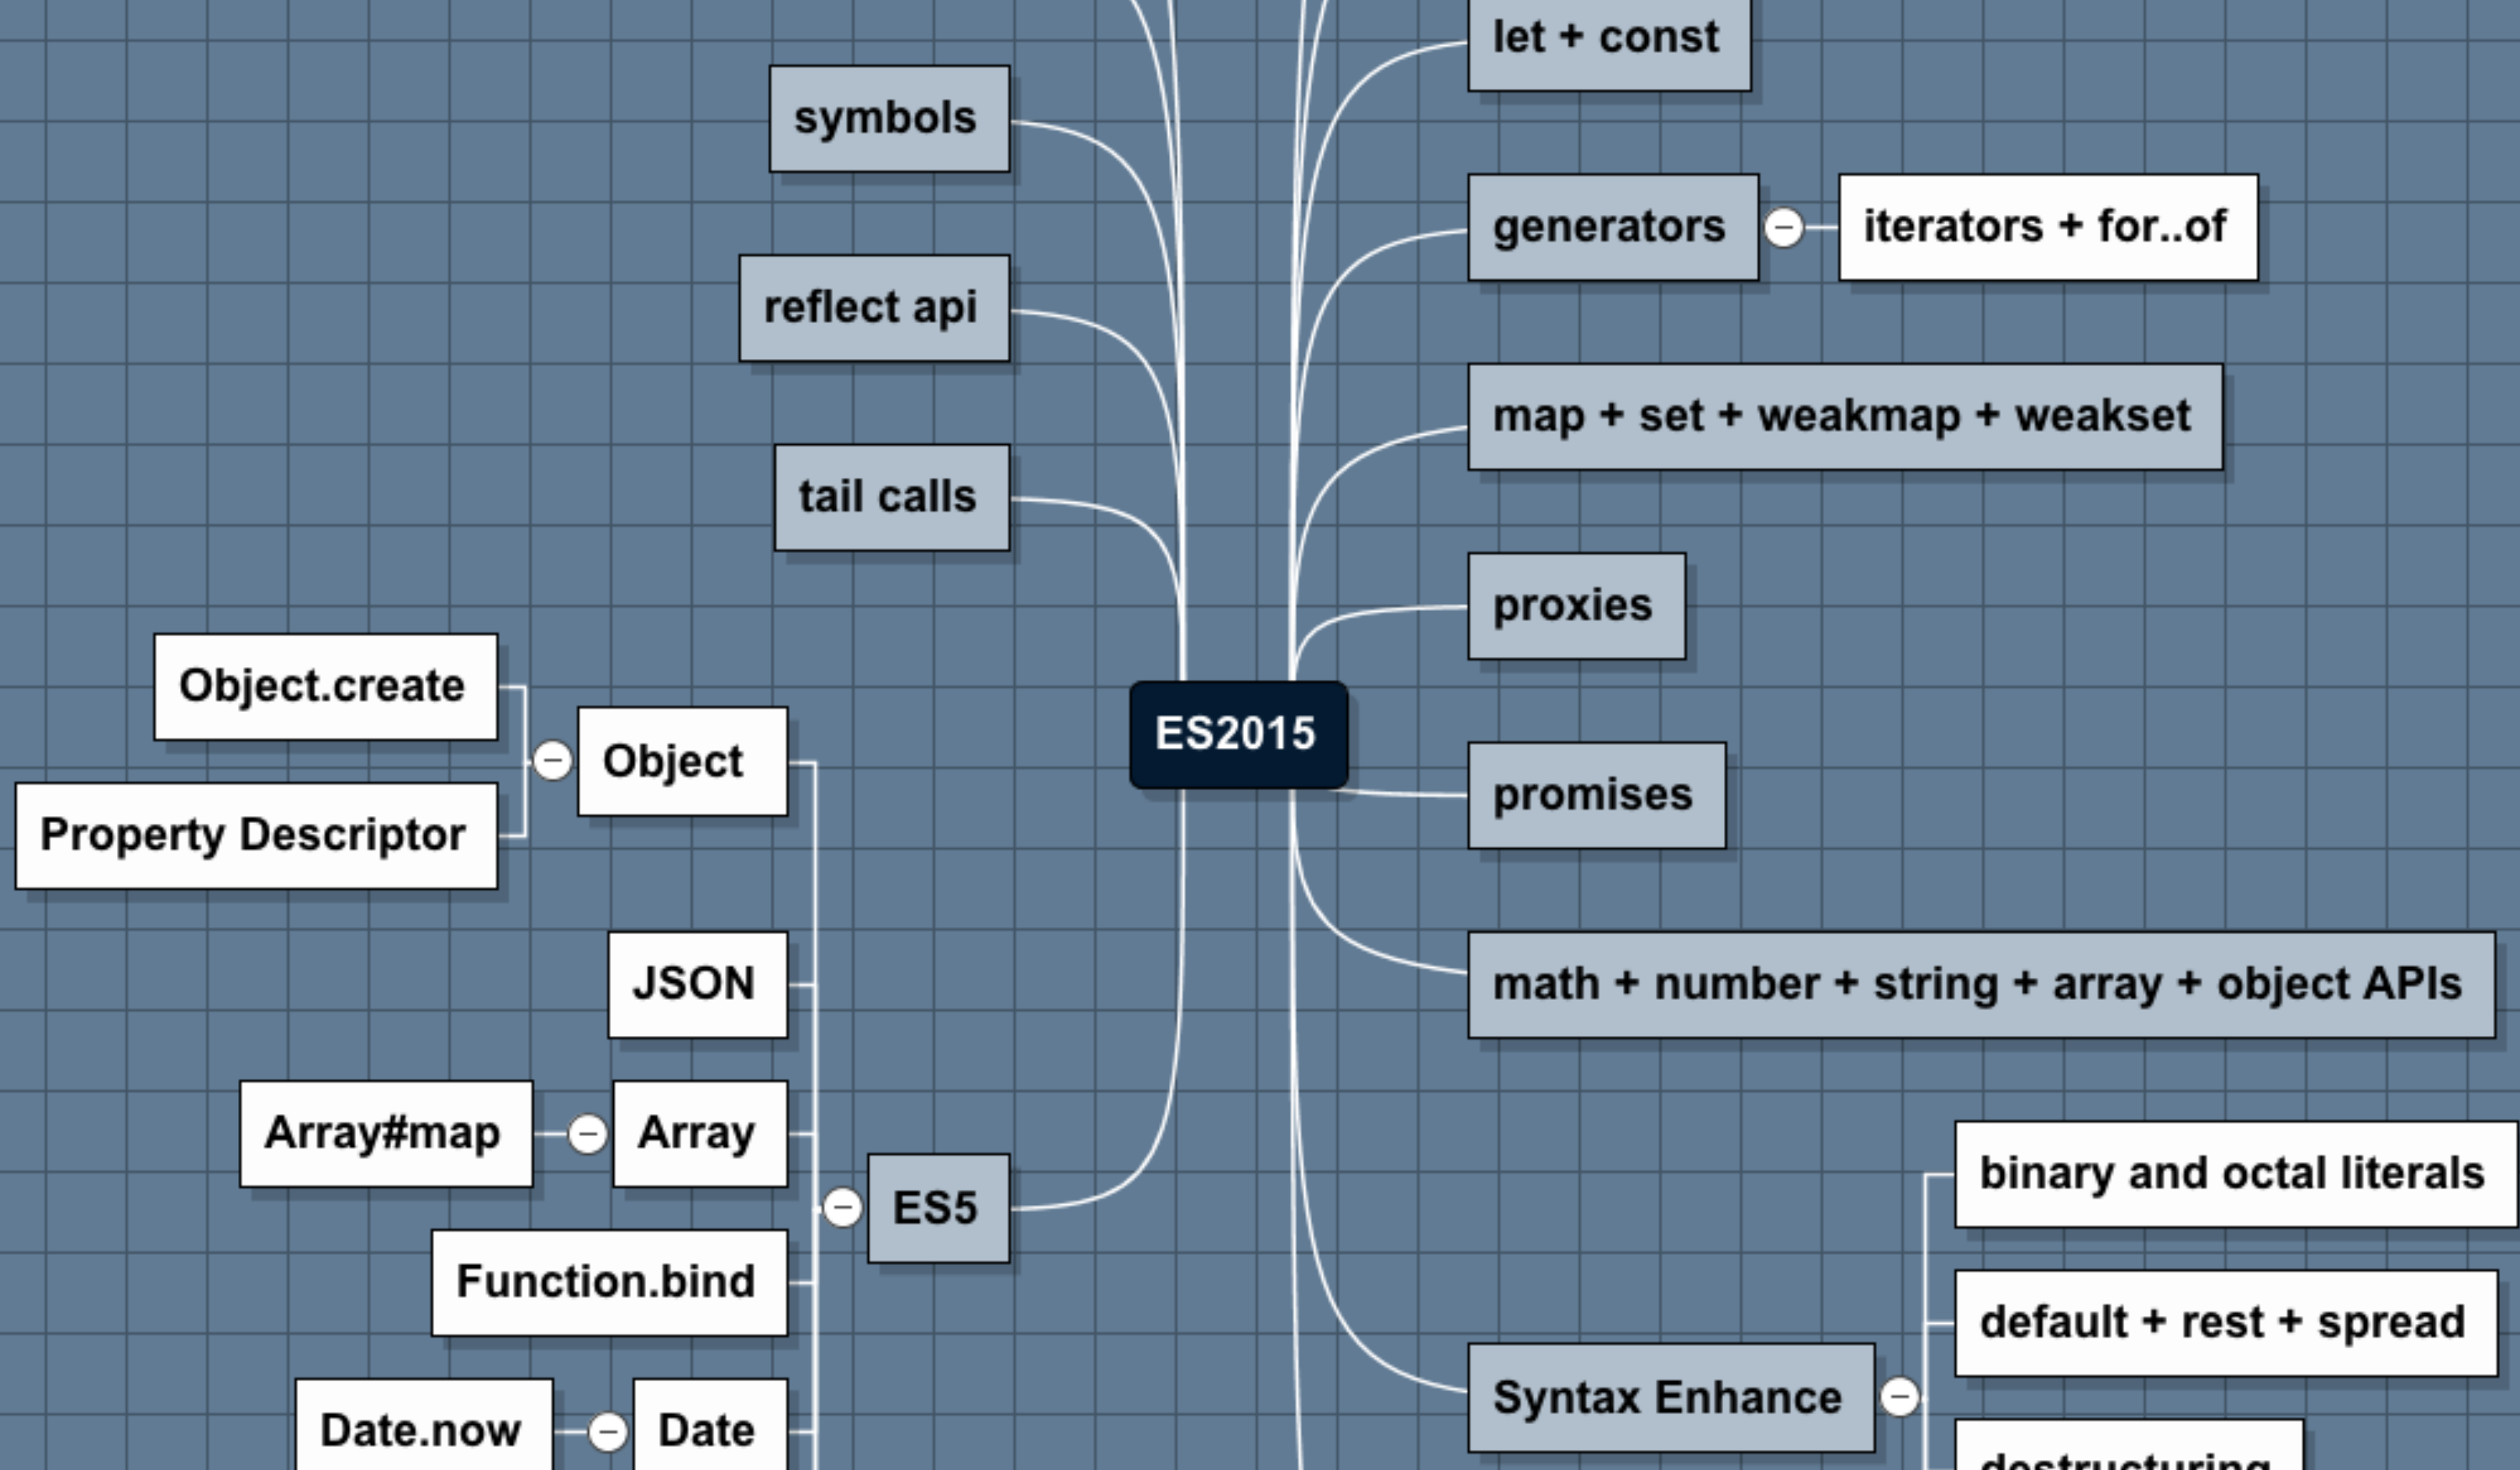 let + const
symbols
generators
iterators + for..of
reflect api
map + set + weakmap + weakset
tail calls
proxies
Object.create
Object
ES2015
promises
Property Descriptor
JSON
math + number + string + array + object APIs
Array#map
Array
ES5
binary and octal literals
Function.bind
default + rest + spread
Syntax Enhance
Date.now
Date
destructuring